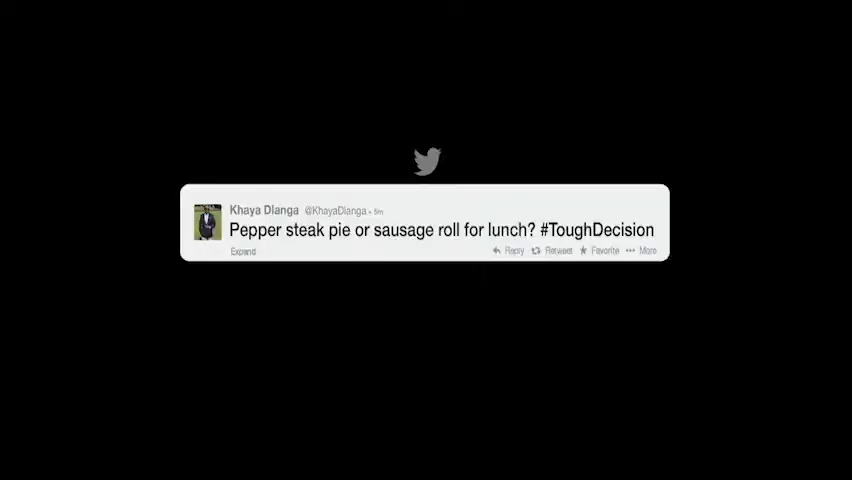 Khaya Dlanga @KhayaDlanga • 5m
Pepper steak pie or sausage roll for lunch? #ToughDecision
Expand Reply Retweet Favorite ••• More